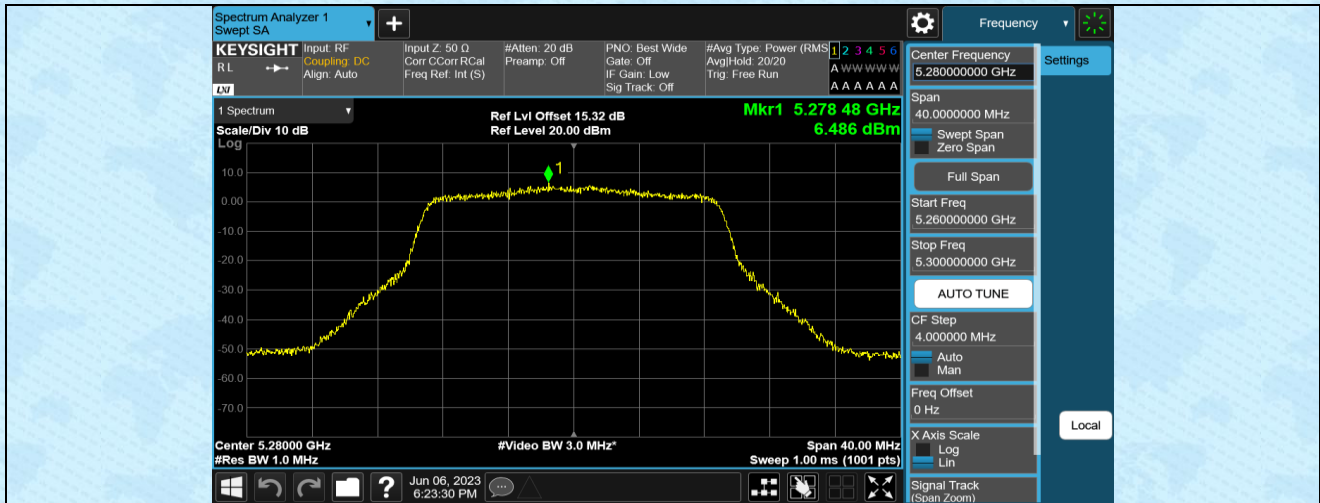 Spectrum Analyzer 1
Swept SA
+
Frequency
KEYSIGHT
RL
LXI
Input: RF
Coupling: DC
Align: Auto
Input Z: 50 Ω
Corr CCorr RCal
Freq Ref: Int (S)
#Atten: 20 dB
Preamp: Off
PNO: Best Wide
Gate: Off
IF Gain: Low
Sig Track: Off
#Avg Type: Power (RMS
Avg|Hold: 20/20
Trig: Free Run
1 2 3 4 5 6
A W W W W W
A A A A A A
Center Frequency
5.280000000 GHz
Settings
Span
40.0000000 MHz
Swept Span
Zero Span
Full Span
Start Freq
5.260000000 GHz
Stop Freq
5.300000000 GHz
AUTO TUNE
CF Step
4.000000 MHz
Auto
Man
Freq Offset
0 Hz
X Axis Scale
Log
Lin
Local
Signal Track
(Span Zoom)
1 Spectrum
Scale/Div 10 dB
Log
Ref Lvl Offset 15.32 dB
Ref Level 20.00 dBm
Mkr1 5.278 48 GHz
6.486 dBm
1
10.0
0.00
-10.0
-20.0
-30.0
-40.0
-50.0
-60.0
-70.0
Center 5.28000 GHz
#Res BW 1.0 MHz
#Video BW 3.0 MHz*
Span 40.00 MHz
Sweep 1.00 ms (1001 pts)
?
Jun 06, 2023
6:23:30 PM